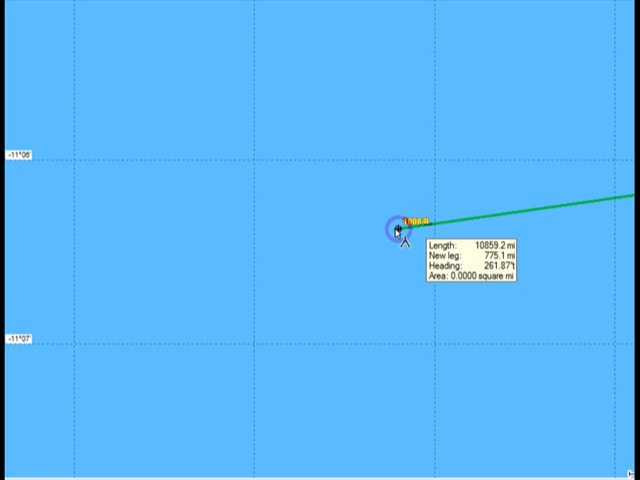 -11°06'
Length: 10859.2 mi
New leg: 775.1 mi
Heading: 261.87°t
Area: 0.0000 square mi
-11°07'